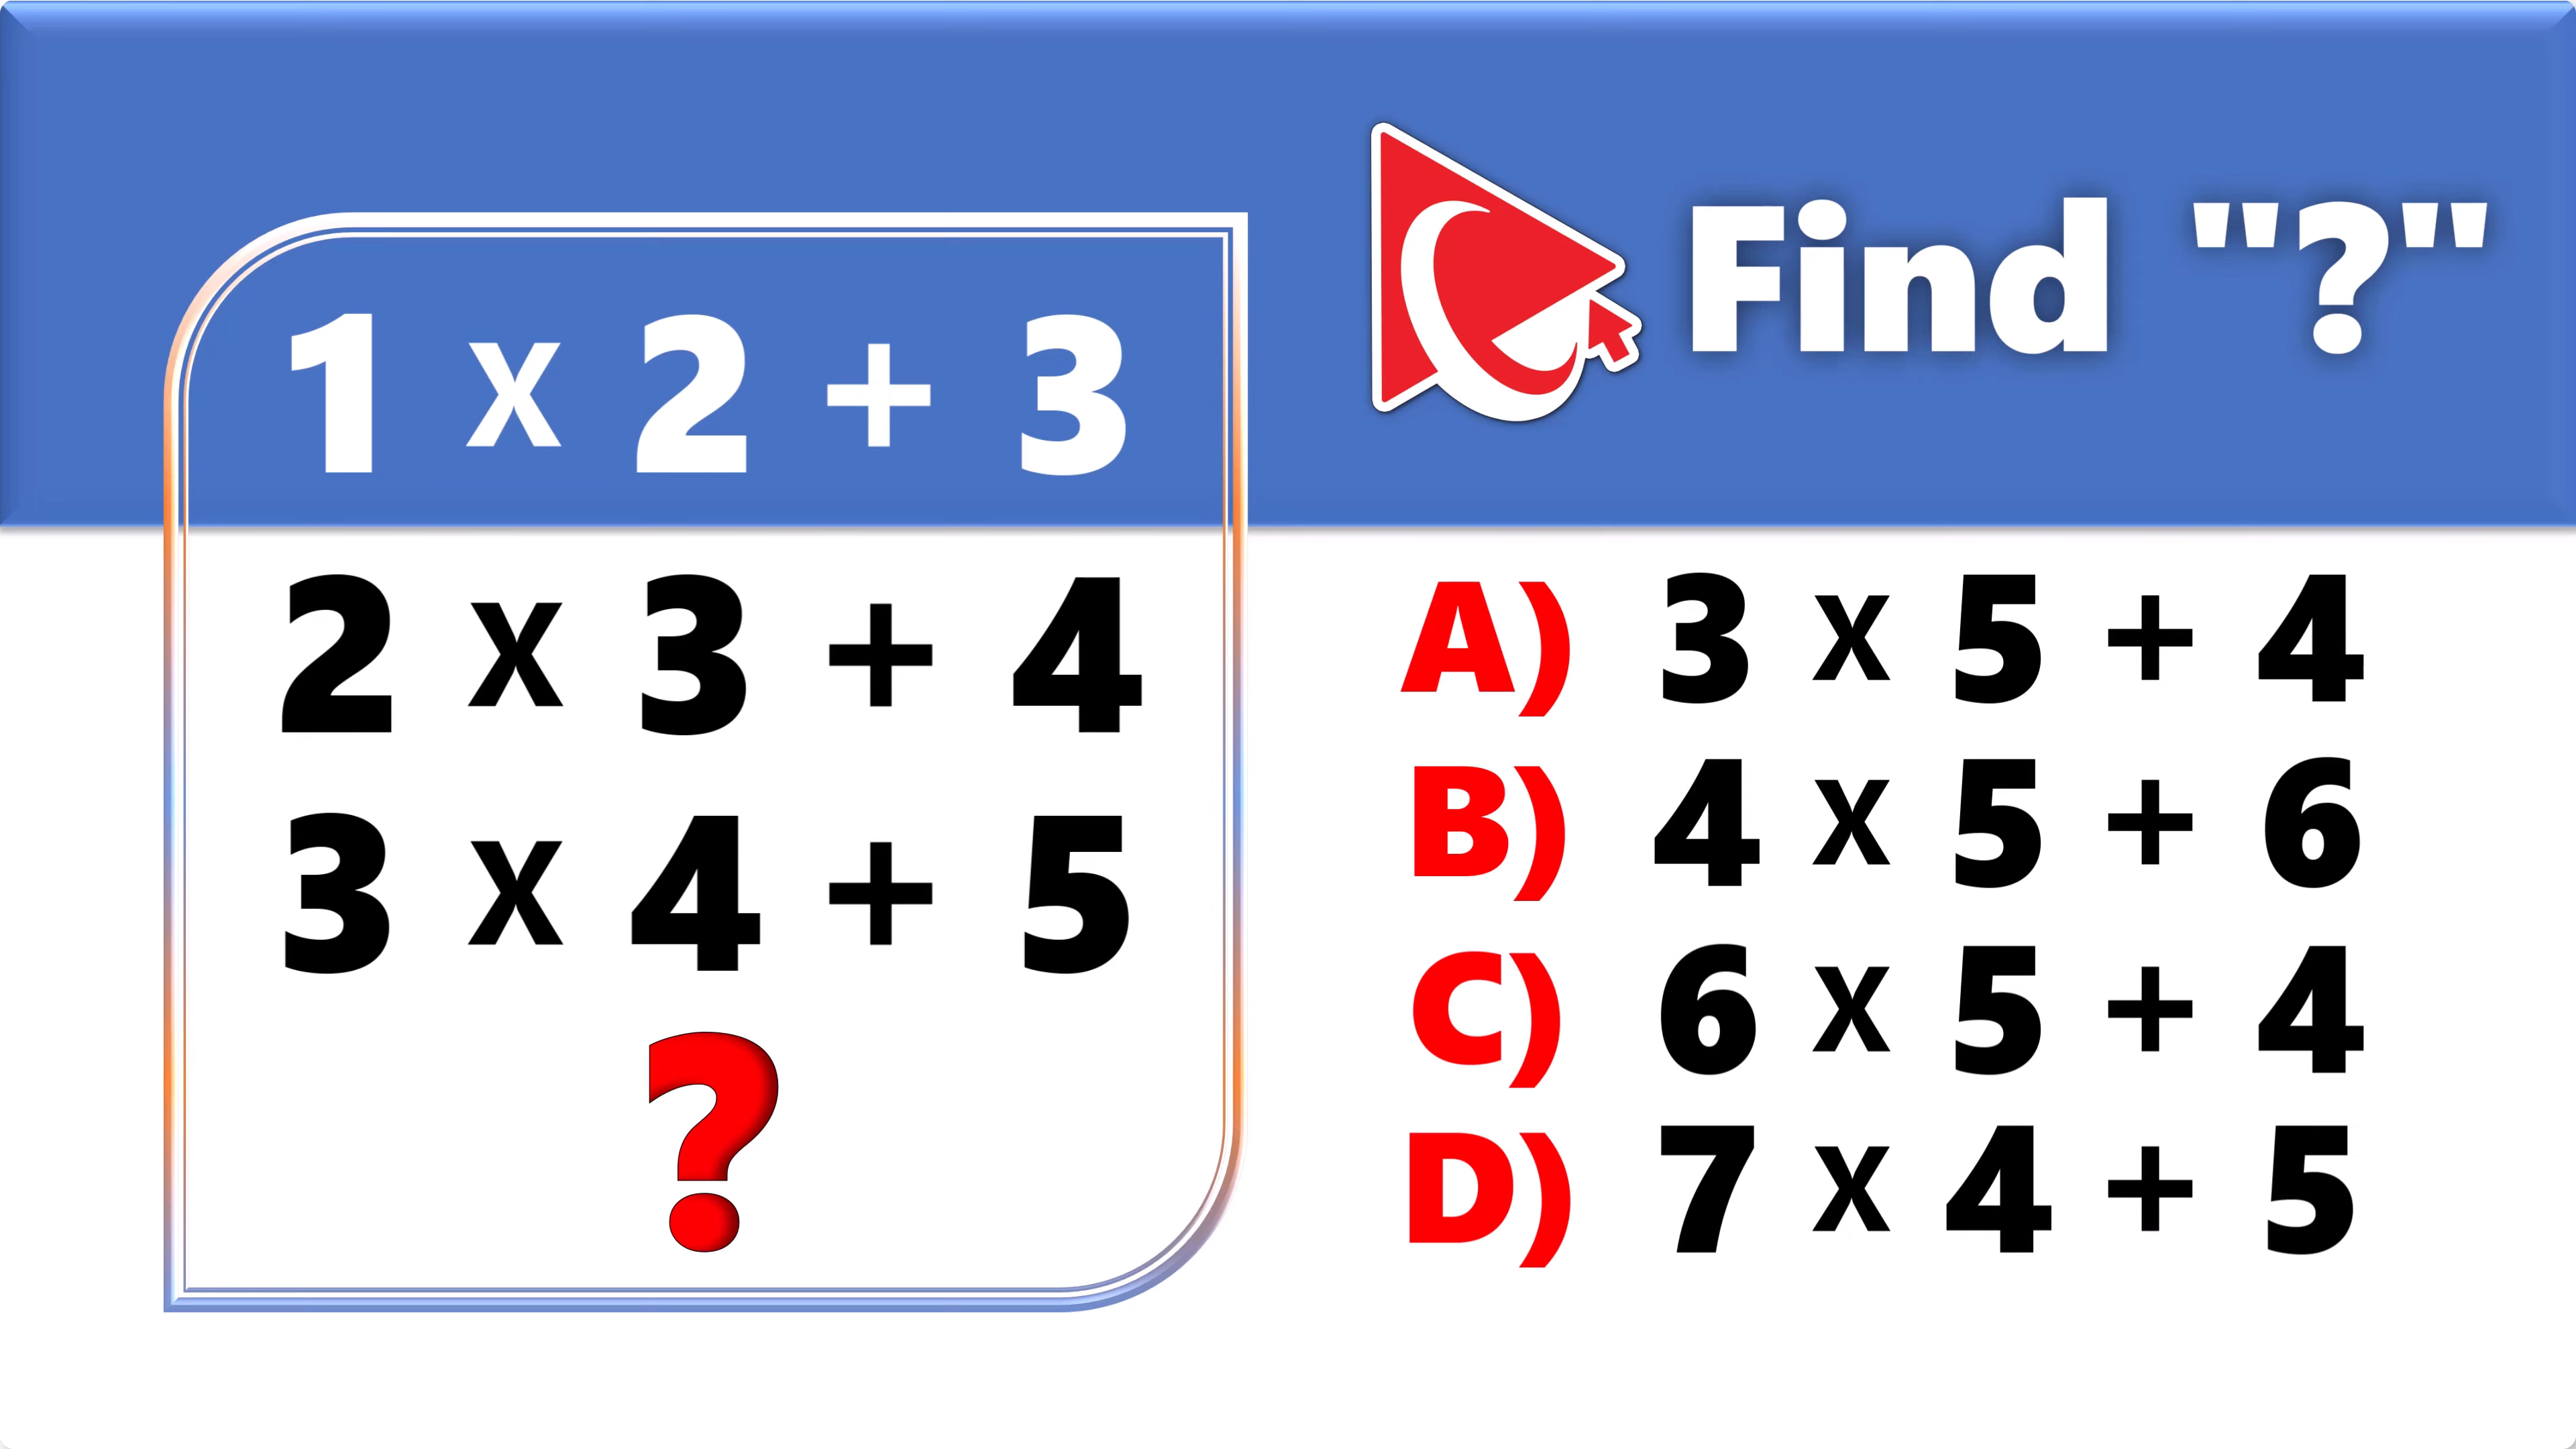 Find "?"
1 x 2 + 3
2 x 3 + 4
3 x 4 + 5
?
A) 3 x 5 + 4
B) 4 x 5 + 6
C) 6 x 5 + 4
D) 7 x 4 + 5